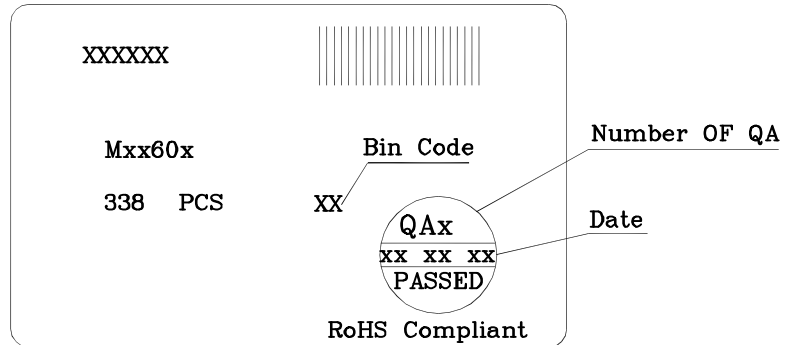 XXXXXX
Number OF QA
Bin Code
Mxx60x
338 PCS XX
QAx
Date
xx xx xx
PASSED
RoHS Compliant